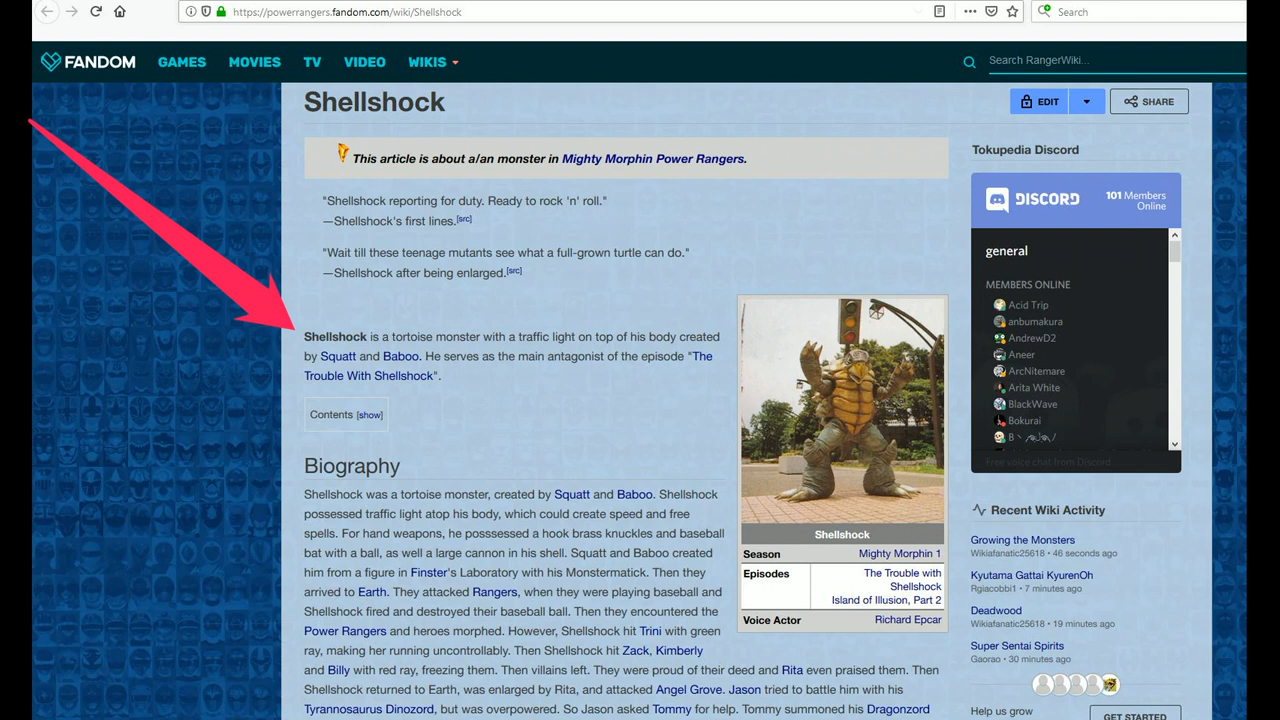 https://powerrangers.fandom.com/wiki/Shellshock
Search
FANDOM
GAMES
MOVIES
TV
VIDEO
WIKIS
Search RangerWiki...
Shellshock
EDIT
SHARE
This article is about a/an monster in Mighty Morphin Power Rangers.
"Shellshock reporting for duty. Ready to rock 'n' roll."
—Shellshock's first lines.[src]
"Wait till these teenage mutants see what a full-grown turtle can do."
—Shellshock after being enlarged.[src]
Shellshock is a tortoise monster with a traffic light on top of his body created
by Squatt and Baboo. He serves as the main antagonist of the episode "The
Trouble With Shellshock".
Contents [show]
Biography
Shellshock was a tortoise monster, created by Squatt and Baboo. Shellshock
possessed traffic light atop his body, which could create speed and free
spells. For hand weapons, he posssesed a hook brass knuckles and baseball
bat with a ball, as well a large cannon in his shell. Squatt and Baboo created
him from a figure in Finster's Laboratory with his Monstermatick. Then they
arrived to Earth. They attacked Rangers, when they were playing baseball and
Shellshock fired and destroyed their baseball ball. Then they encountered the
Power Rangers and heroes morphed. However, Shellshock hit Trini with green
ray, making her running uncontrollably. Then Shellshock hit Zack, Kimberly
and Billy with red ray, freezing them. Then villains left. They were proud of their deed and Rita even praised them. Then
Shellshock returned to Earth, was enlarged by Rita, and attacked Angel Grove. Jason tried to battle him with his
Tyrannosaurus Dinozord, but was overpowered. So Jason asked Tommy for help. Tommy summoned his Dragonzord
Shellshock
Season Mighty Morphin 1
Episodes The Trouble with
Shellshock
Island of Illusion, Part 2
Voice Actor Richard Epcar
Tokupedia Discord
DISCORD
101 Members
Online
general
MEMBERS ONLINE
Acid Trip
anbumakura
AndrewD2
Aneer
ArcNitemare
Arita White
BlackWave
Bokurai
Free voice chat from Discord
Recent Wiki Activity
Growing the Monsters
Wikiafanatic25618 • 46 seconds ago
Kyutama Gattai KyurenOh
Rgiacobbi1 • 7 minutes ago
Deadwood
Wikiafanatic25618 • 19 minutes ago
Super Sentai Spirits
Gaorao • 30 minutes ago
Help us grow
GET STARTED